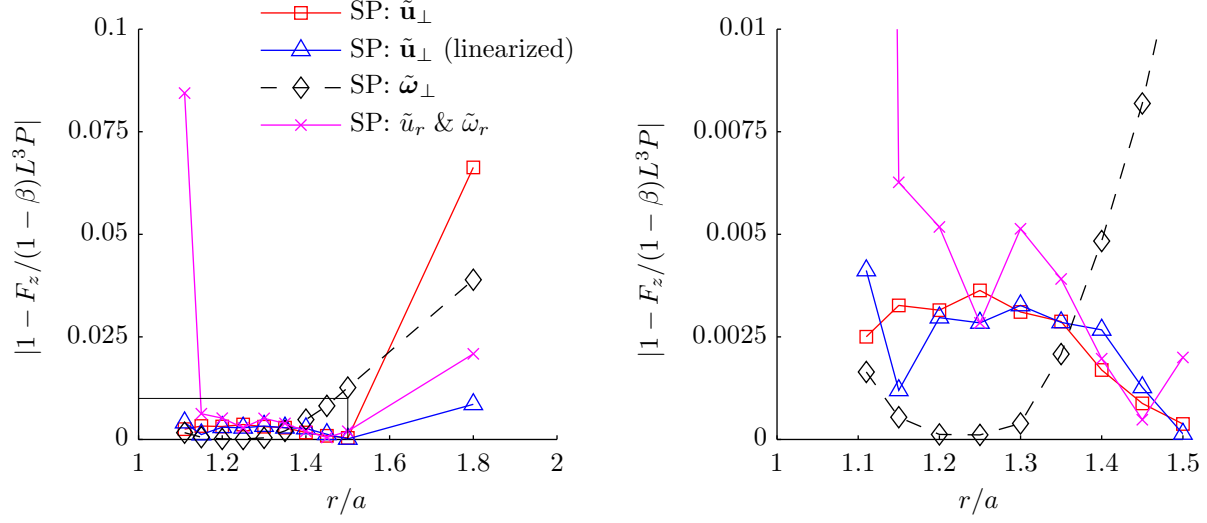 SP: ũ⊥
SP: ũ⊥ (linearized)
SP: ω̃⊥
SP: ũr & ω̃r
|1 − Fz/(1 − β)L³P|
0.1
0.075
0.05
0.025
0
1
1.2
1.4
1.6
1.8
2
r/a
|1 − Fz/(1 − β)L³P|
0.01
0.0075
0.005
0.0025
0
1
1.1
1.2
1.3
1.4
1.5
r/a